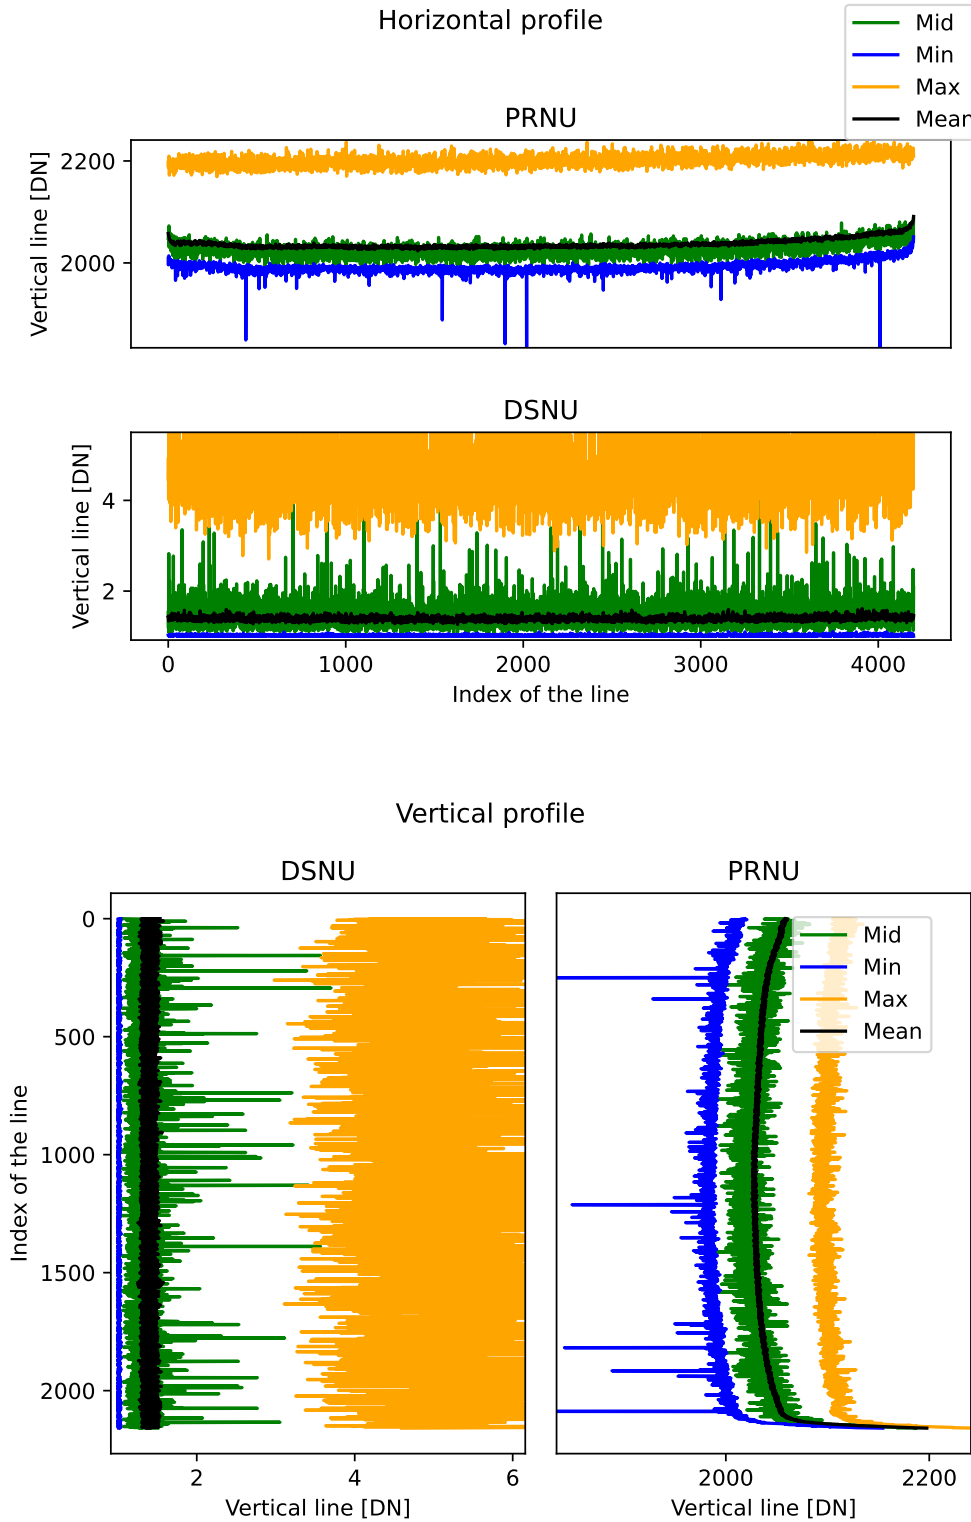 Horizontal profile
Mid
Min
Max
Mean
PRNU
2200
2000
Vertical line [DN]
DSNU
4
2
Vertical line [DN]
0 1000 2000 3000 4000
Index of the line
Vertical profile
DSNU
PRNU
0
500
1000
1500
2000
Index of the line
Mid
Min
Max
Mean
2 4 6
2000 2200
Vertical line [DN]
Vertical line [DN]